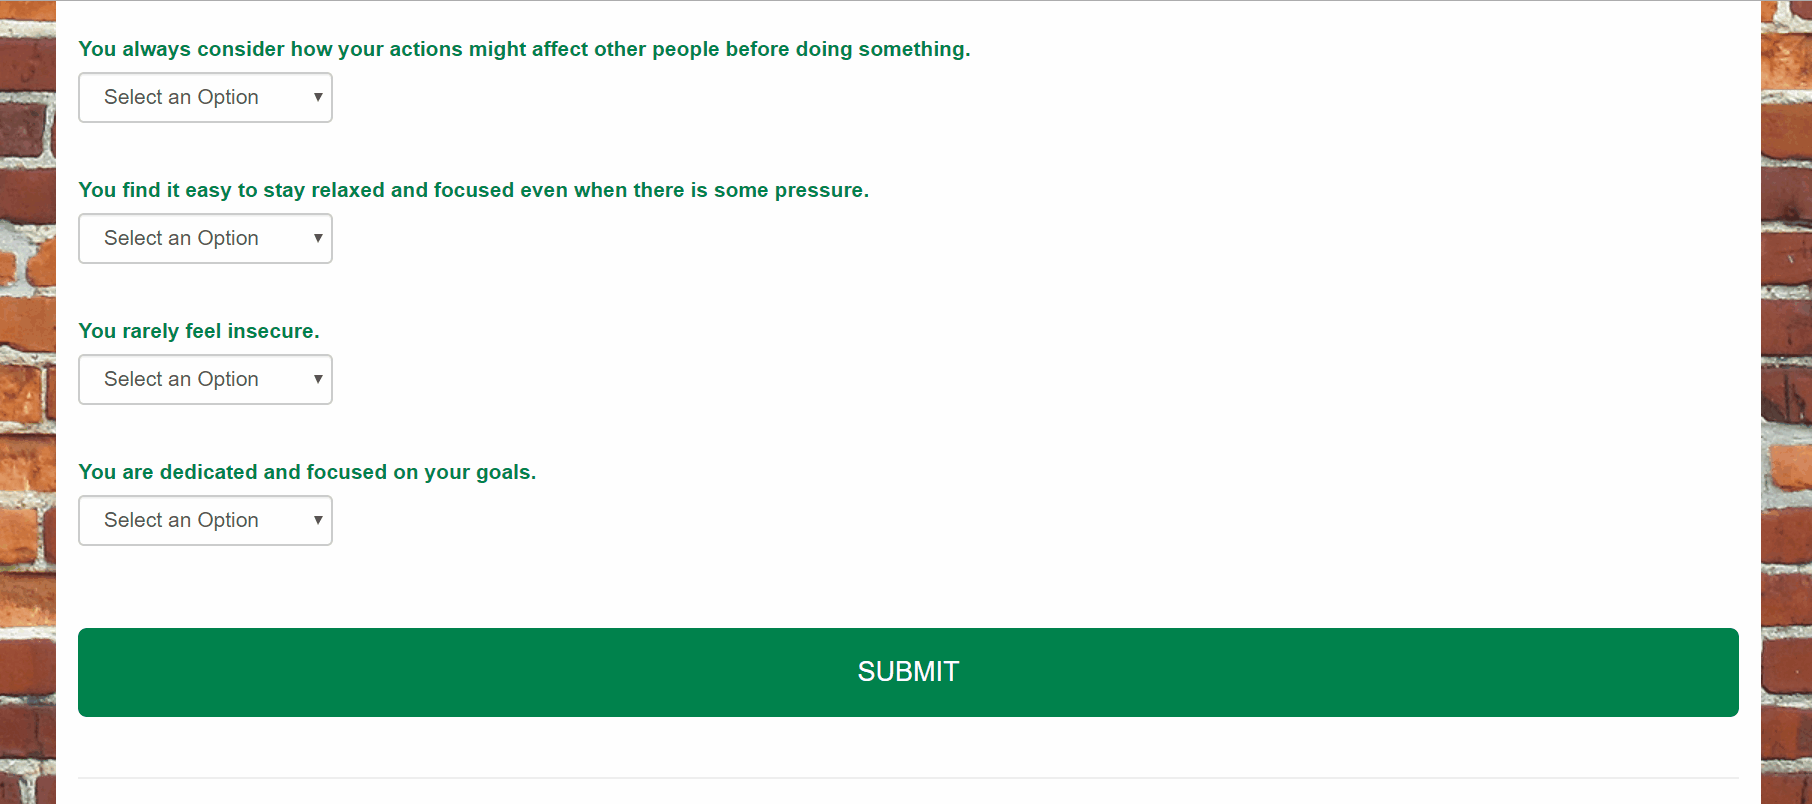 You always consider how your actions might affect other people before doing something.
Select an Option
You find it easy to stay relaxed and focused even when there is some pressure.
Select an Option
You rarely feel insecure.
Select an Option
You are dedicated and focused on your goals.
Select an Option
SUBMIT